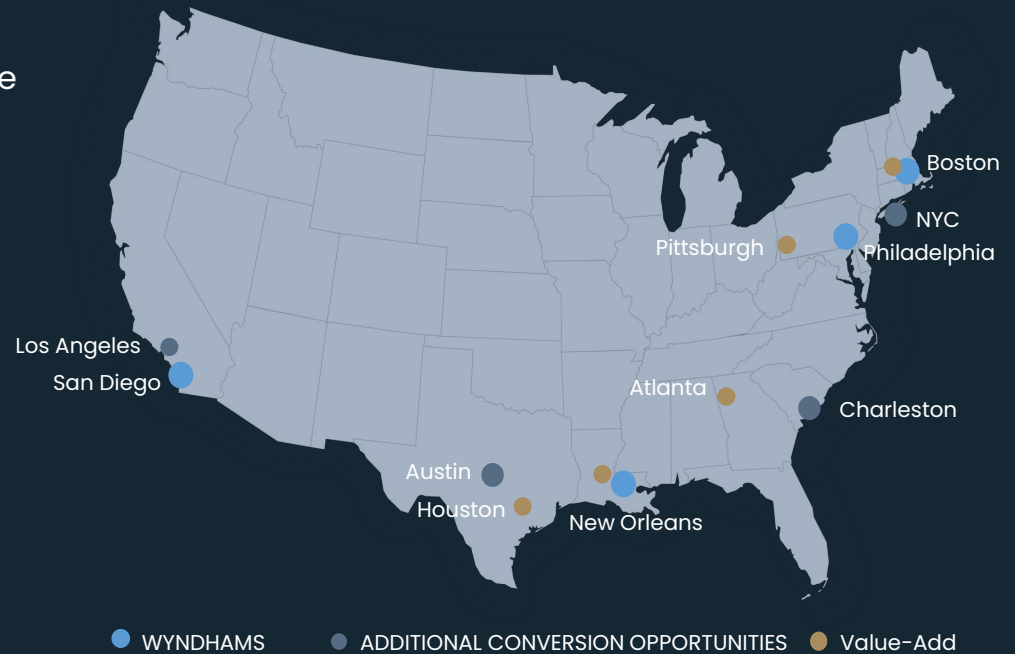 e
Boston
NYC
Pittsburgh
Philadelphia
Los Angeles
San Diego
Atlanta
Charleston
Austin
Houston
New Orleans
WYNDHAMS
ADDITIONAL CONVERSION OPPORTUNITIES
Value-Add